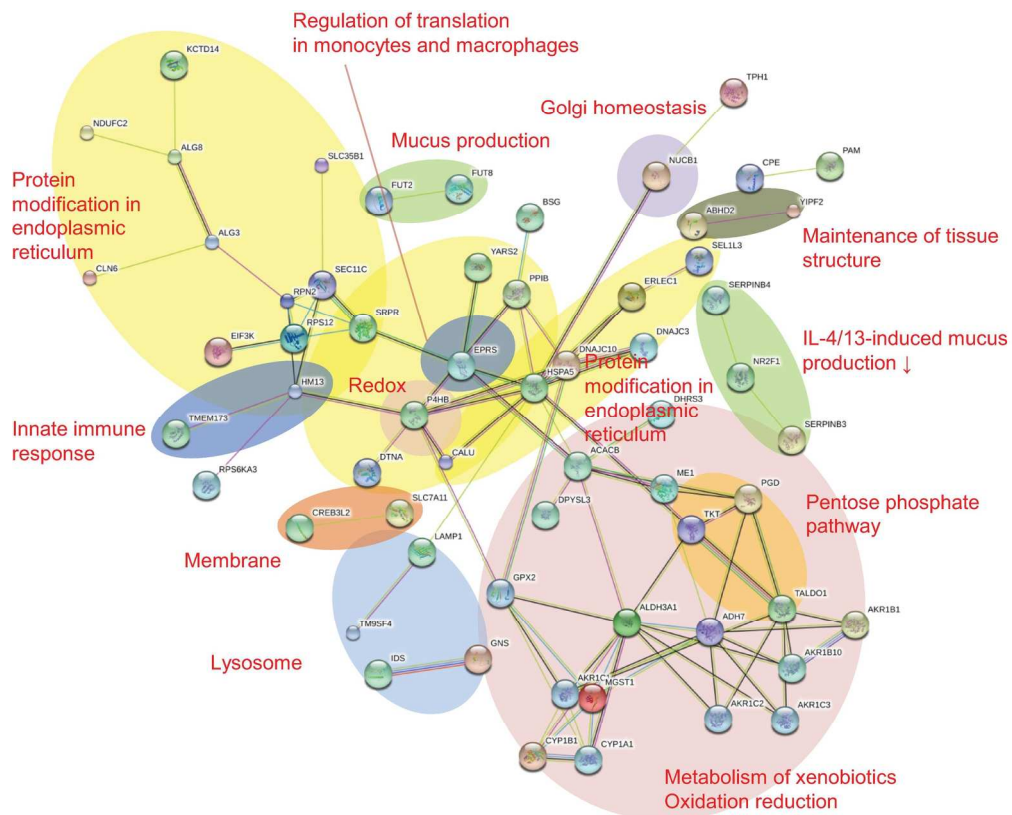 Regulation of translation
in monocytes and macrophages
KCTD14
TPH1
Golgi homeostasis
NDUFC2
Mucus production
ALG8
SLC35B1
NUCB1
PAM
CPE
FUT2
FUT8
Protein
modification in
endoplasmic
reticulum
BSG
ABHD2
YIPF2
Maintenance of tissue
structure
ALG3
YARS2
SEL1L3
CLN6
SEC11C
PPIB
ERLEC1
RPN2
SERPINB4
RPS12
SRPR
EIF3K
EPRS
DNAJC10
DNAJC3
IL-4/13-induced mucus
production ↓
NR2F1
HSPA5
Protein
modification in
endoplasmic
reticulum
HM13
Redox
P4HB
DHRS3
Innate immune
response
TMEM173
SERPINB3
DTNA
CALU
ACACB
RPS6KA3
ME1
PGD
Pentose phosphate
pathway
SLC7A11
CREB3L2
DPYSL3
TKT
Membrane
LAMP1
GPX2
TALDO1
ALDH3A1
ADH7
AKR1B1
TM9SF4
GNS
Lysosome
IDS
AKR1B10
AKR1C1
MGST1
AKR1C2
AKR1C3
CYP1B1
CYP1A1
Metabolism of xenobiotics
Oxidation reduction